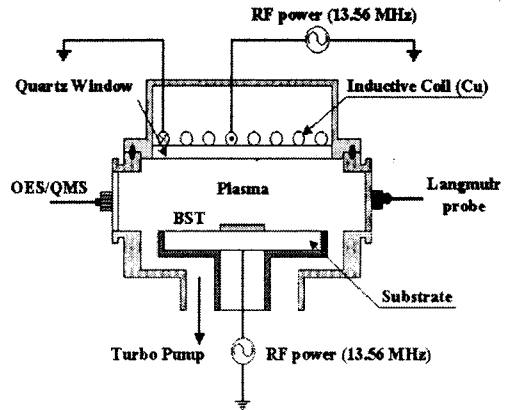 RF power (13.56 MHz)
Quartz Window
Inductive Coil (Cu)
OES/QMS
Plasma
Langmuir
probe
BST
Substrate
Turbo Pump
RF power (13.56 MHz)